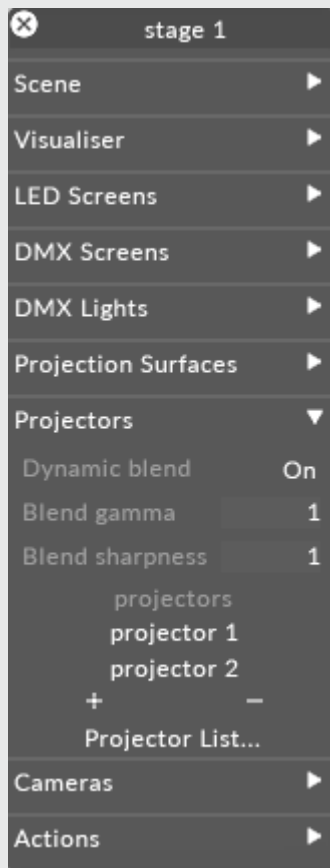 stage 1
Scene
Visualiser
LED Screens
DMX Screens
DMX Lights
Projection Surfaces
Projectors
Dynamic blend On
Blend gamma 1
Blend sharpness 1
projectors
projector 1
projector 2
+ −
Projector List...
Cameras
Actions